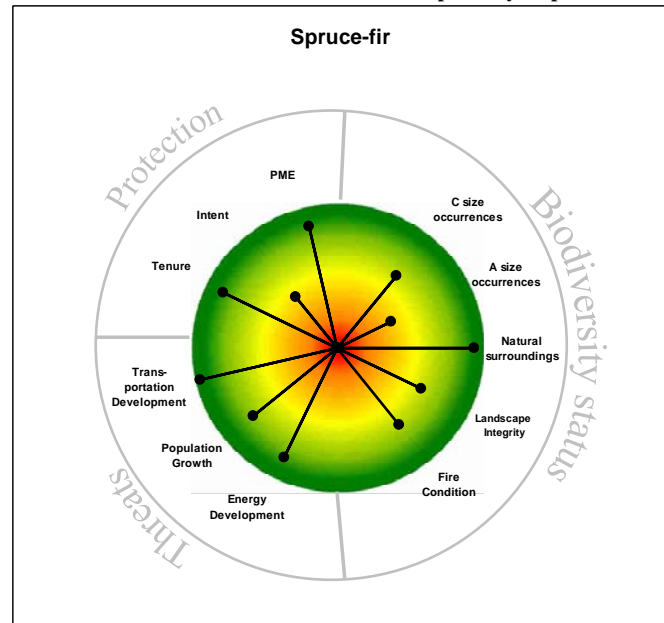 Spruce-fir
Protection
PME
Intent
Tenure
C size
occurrences
A size
occurrences
Natural
surroundings
Landscape
Integrity
Fire
Condition
Biodiversity status
Trans-
portation
Development
Population
Growth
Energy
Development
Threats